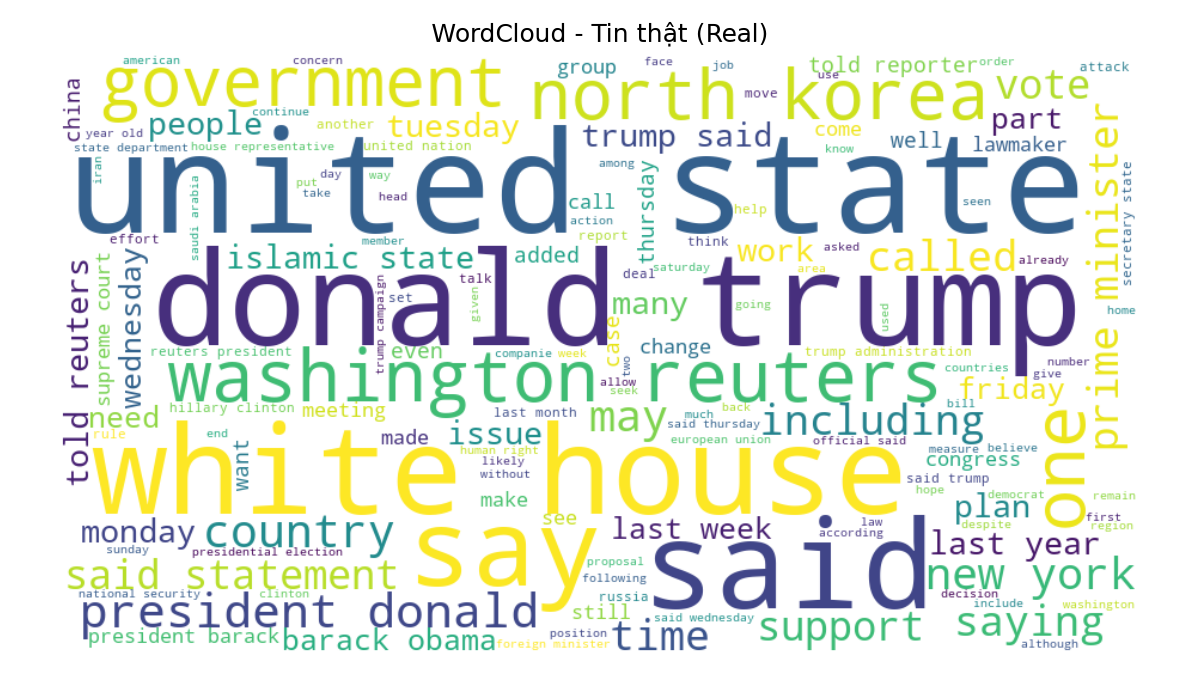 WordCloud - Tin thật (Real)
american
concern
group
face
job
told reporter
order
attack
government
north korea
use
vote
china
move
continue
year old
people
another
tuesday
trump said
come
well
part
lawmaker
state department
house representative
united nation
know
united state
iran
among
day
way
put
take
head
call
thursday
help
seen
action
saudi arabia
effort
member
report
think
work
asked
called
already
prime minister
secretary state
islamic state
added
talk
deal
saturday
area
told reuters
supreme court
wednesday
donald trump
trump campaign
set
given
many
going
used
home
case
change
reuters president
even
companie
week
two
trump administration
countries
number
give
washington reuters
allow
seek
friday
need
hillary clinton
meeting
last month
may
much
back
said thursday
including
bill
one
rule
end
want
made
issue
human right
likely
without
european union
official said
measure
believe
congress
white house
said trump
hope
democrat
remain
make
see
plan
first
despite
region
monday
country
say
last week
said
law
according
last year
sunday
presidential election
proposal
said statement
following
new york
national security
clinton
russia
decision
include
washington
president donald
still
said wednesday
support
saying
president barack
barack obama
foreign minister
position
time
although